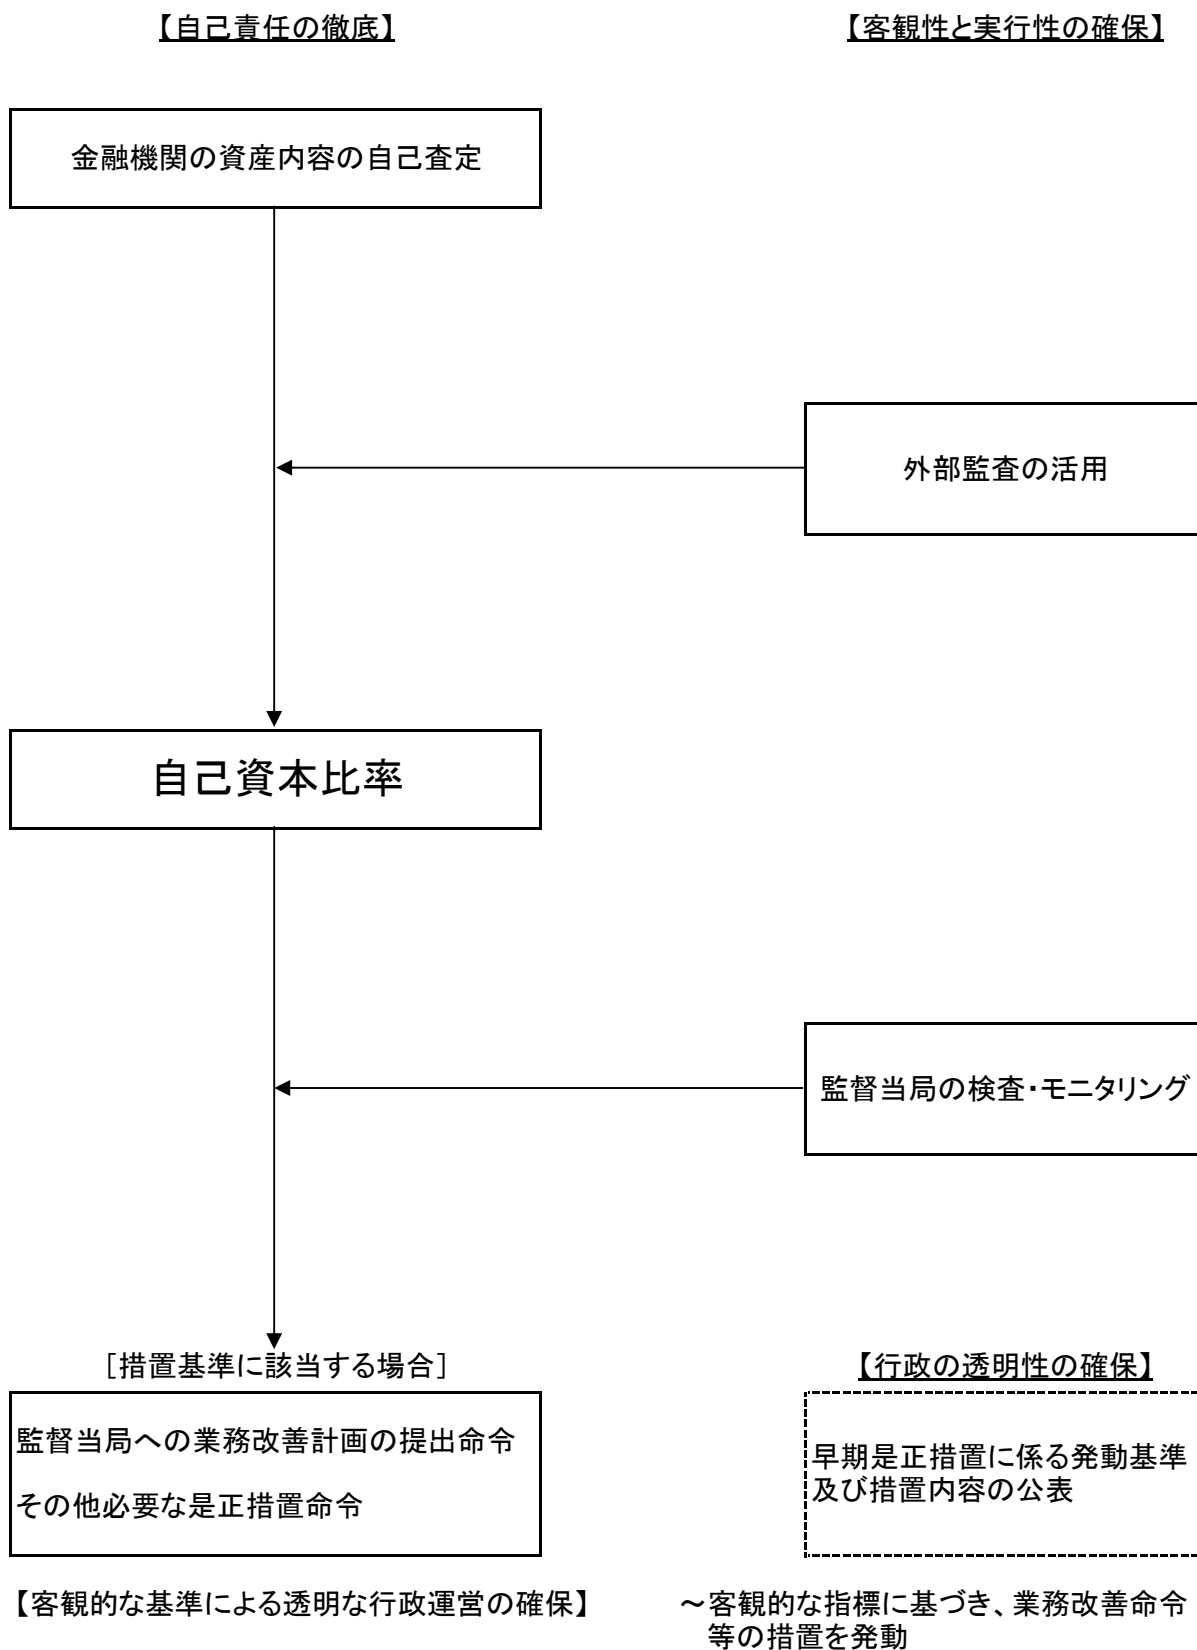 【自己責任の徹底】
【客観性と実行性の確保】
金融機関の資産内容の自己査定
外部監査の活用
自己資本比率
監督当局の検査・モニタリング
［措置基準に該当する場合］
【行政の透明性の確保】
監督当局への業務改善計画の提出命令
その他必要な是正措置命令
早期是正措置に係る発動基準
及び措置内容の公表
【客観的な基準による透明な行政運営の確保】
～客観的な指標に基づき、業務改善命令
等の措置を発動